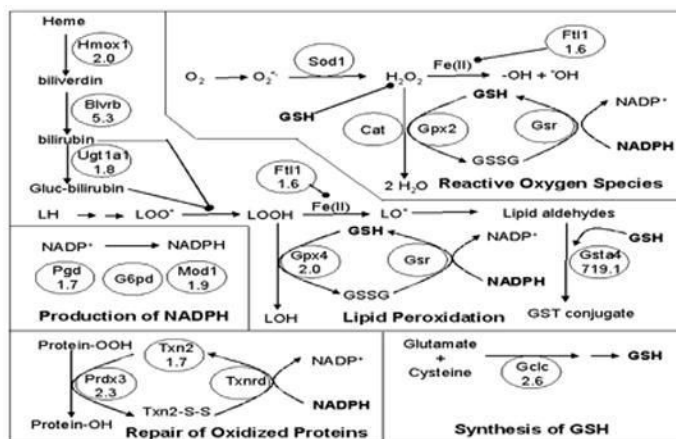 Heme
Hmox1
2.0
biliverdin
Blvrb
5.3
bilirubin
Ugt1a1
1.8
Gluc-bilirubin
O₂
O₂•-
Sod1
H₂O₂
Fe(II)
Ftl1
1.6
-OH + •OH
GSH
GSH
Cat
Gpx2
Gsr
NADP⁺
NADPH
GSSG
2 H₂O
Reactive Oxygen Species
LH
LOO•
LOOH
Ftl1
1.6
Fe(II)
LO•
Lipid aldehydes
GSH
Gpx4
2.0
Gsr
NADP⁺
NADPH
GSSG
LOH
GSH
Gsta4
719.1
GST conjugate
Lipid Peroxidation
NADP⁺
NADPH
Pgd
1.7
G6pd
Mod1
1.9
Production of NADPH
Protein-OOH
Txn2
1.7
NADP⁺
Prdx3
2.3
Txnrd
NADPH
Txn2-S-S
Protein-OH
Repair of Oxidized Proteins
Glutamate
+
Cysteine
Gclc
2.6
GSH
Synthesis of GSH